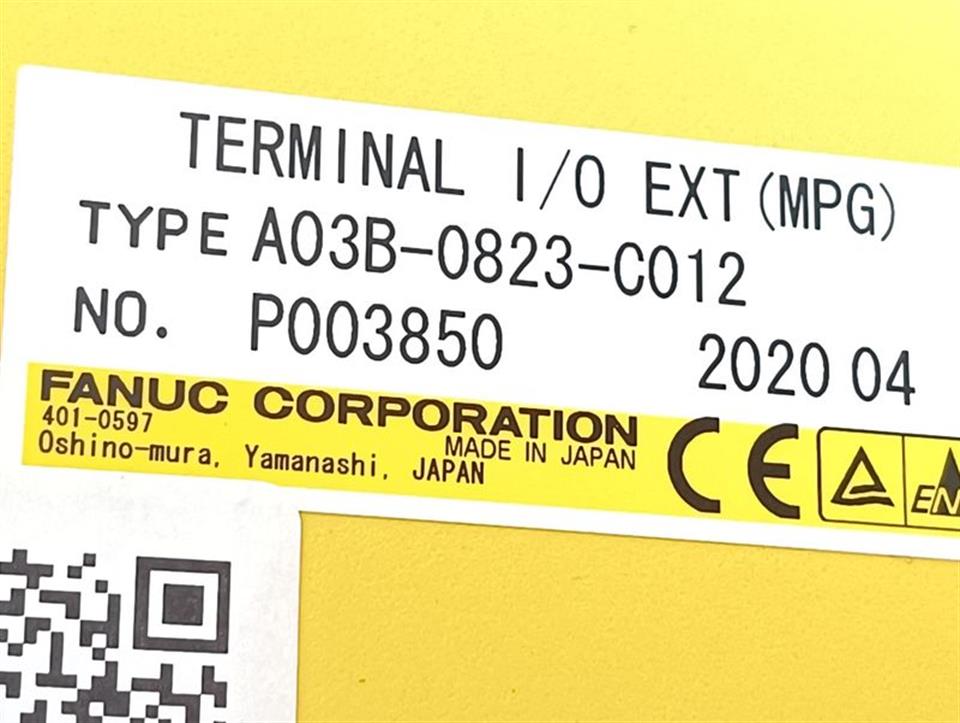 TERMINAL I/O EXT(MPG)
TYPE A03B-0823-C012
NO. P003850 2020 04
FANUC CORPORATION
401-0597 MADE IN JAPAN
Oshino-mura, Yamanashi, JAPAN
CE
EN